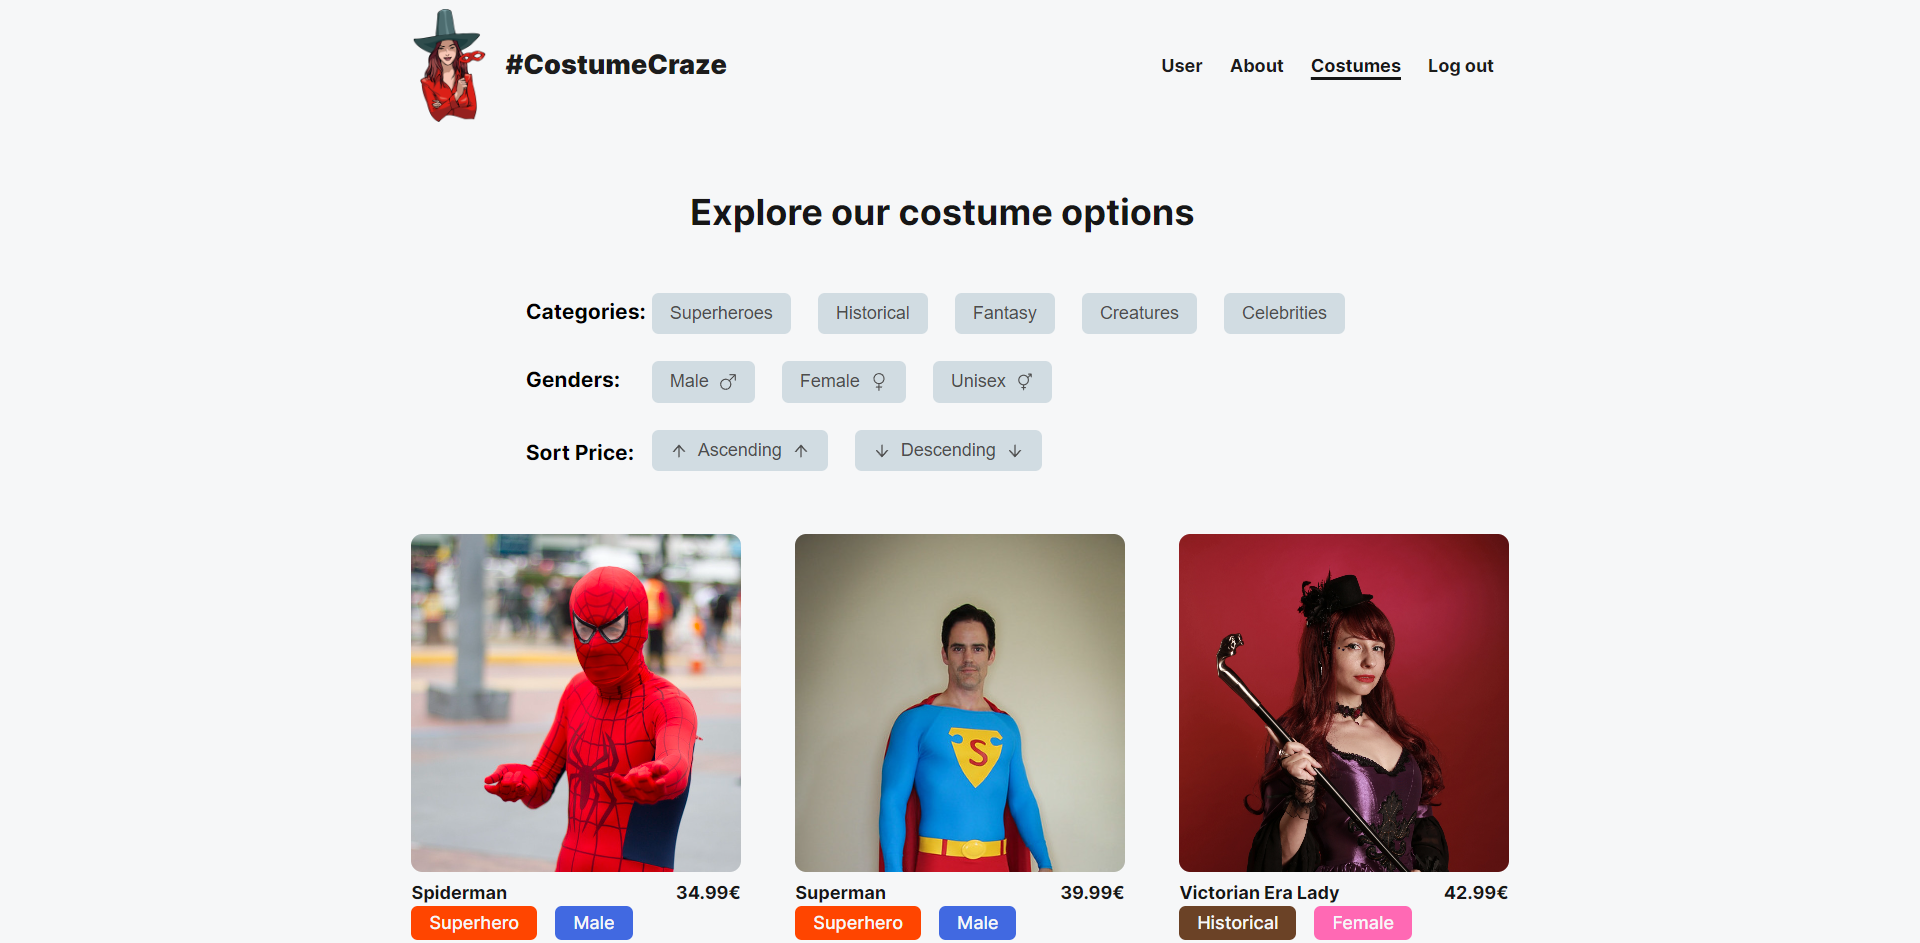 #CostumeCraze
User About Costumes Log out
Explore our costume options
Categories: Superheroes Historical Fantasy Creatures Celebrities
Genders: Male ♂ Female ♀ Unisex ⚥
Sort Price: ↑ Ascending ↑ ↓ Descending ↓
S
Spiderman 34.99€
Superhero Male
Superman 39.99€
Superhero Male
Victorian Era Lady 42.99€
Historical Female